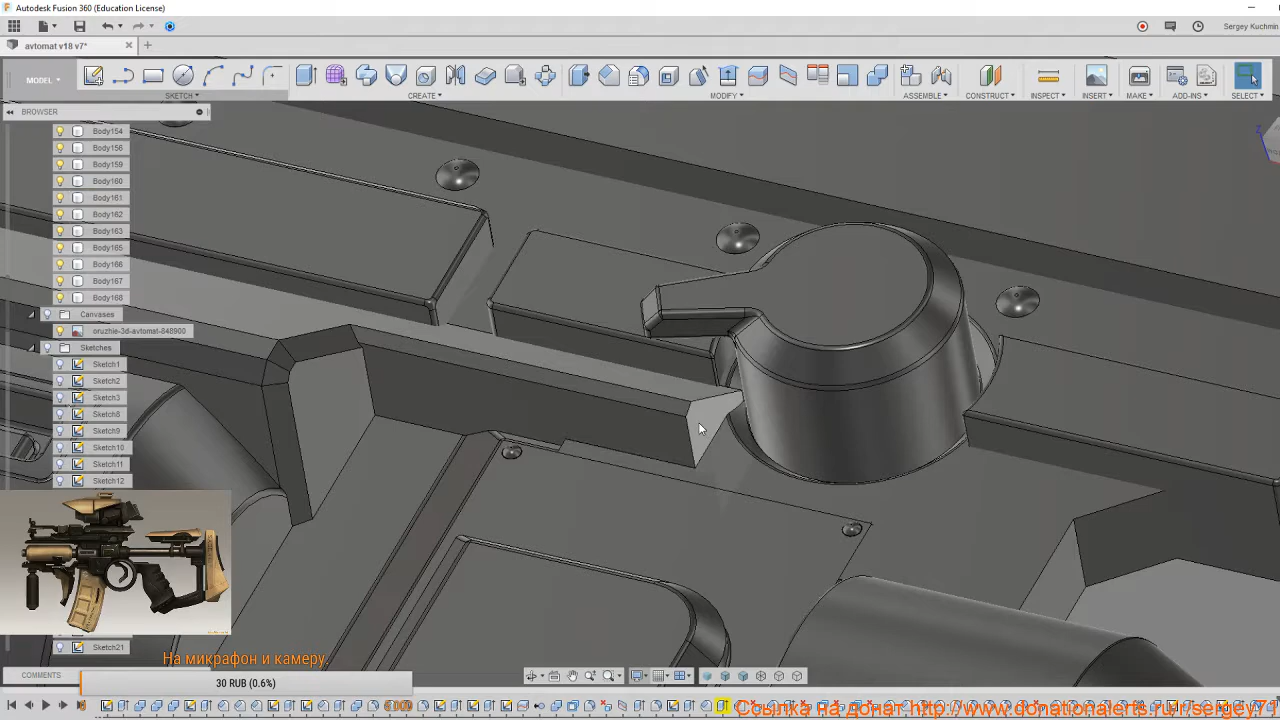 Autodesk Fusion 360 (Education License)
Sergey Kuchmin
avtomat v18 v7*
MODEL
SKETCH
CREATE
MODIFY
ASSEMBLE
CONSTRUCT
INSPECT
INSERT
MAKE
ADD-INS
SELECT
BROWSER
Body154
Body156
Body159
Body160
Body161
Body162
Body163
Body165
Body166
Body167
Body168
Canvases
oruzhie-3d-avtomat-848900
Sketches
Sketch1
Sketch2
Sketch3
Sketch8
Sketch9
Sketch10
Sketch11
Sketch12
Sketch21
На микрофон и камеру.
COMMENTS
30 RUB (0.6%)
Ссылка на донат: http://www.donationalerts.ru/r/sergey71